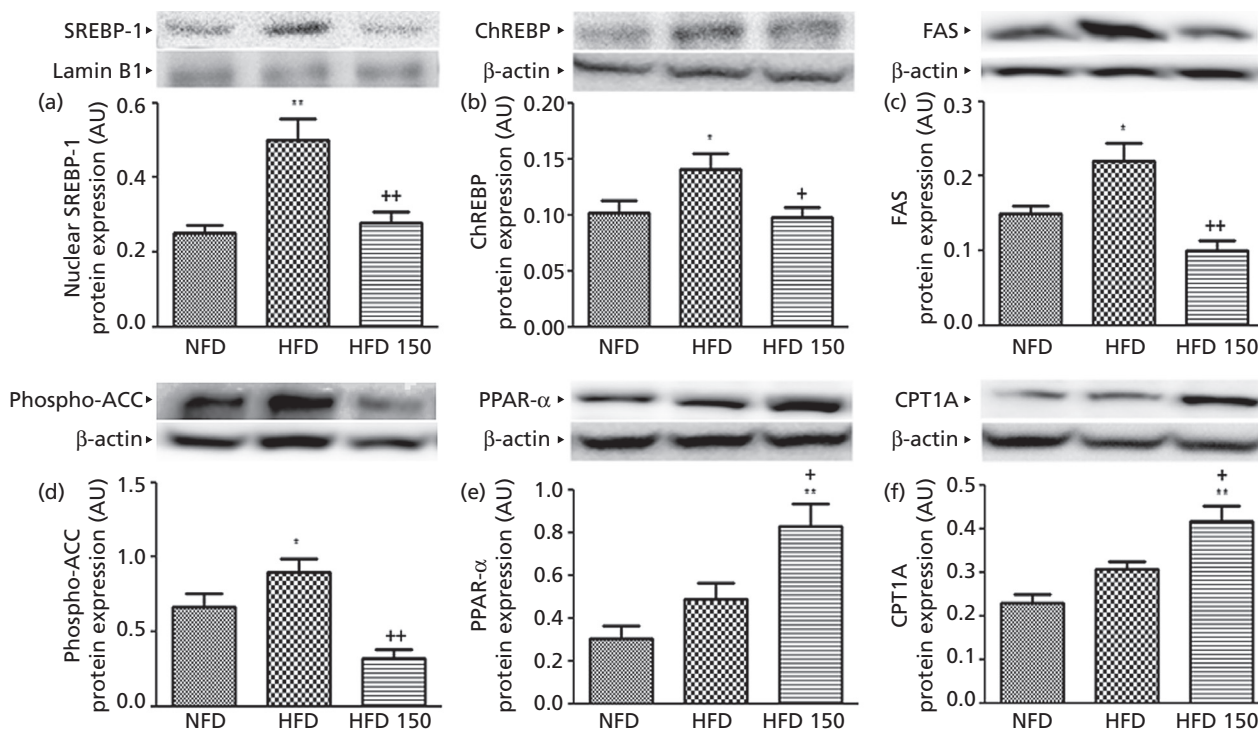 SREBP-1▸
Lamin B1▸
(a)
Nuclear SREBP-1
protein expression (AU)
0.6
0.4
0.2
0.0
**
++
NFD HFD HFD 150
ChREBP ▸
β-actin ▸
(b)
ChREBP
protein expression (AU)
0.20
0.15
0.10
0.05
0.00
*
+
NFD HFD HFD 150
FAS ▸
β-actin ▸
(c)
FAS
protein expression (AU)
0.3
0.2
0.1
0.0
*
++
NFD HFD HFD 150
Phospho-ACC▸
β-actin▸
(d)
Phospho-ACC
protein expression (AU)
1.5
1.0
0.5
0.0
*
++
NFD HFD HFD 150
PPAR-α ▸
β-actin ▸
(e)
PPAR-α
protein expression (AU)
1.0
0.8
0.6
0.4
0.2
0.0
+
**
NFD HFD HFD 150
CPT1A ▸
β-actin ▸
(f)
CPT1A
protein expression (AU)
0.5
0.4
0.3
0.2
0.1
0.0
+
**
NFD HFD HFD 150